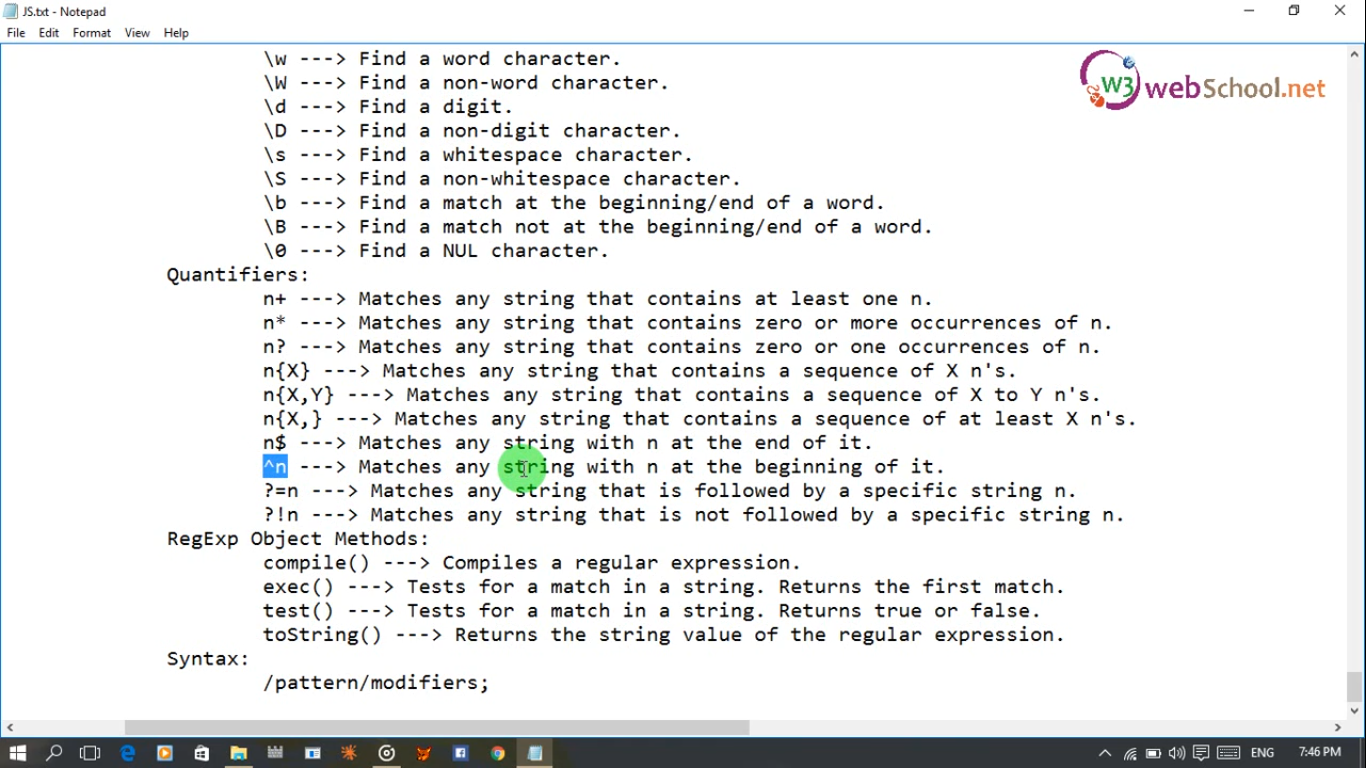 JS.txt - Notepad
File Edit Format View Help
W3 webSchool.net
\w ---> Find a word character.
\W ---> Find a non-word character.
\d ---> Find a digit.
\D ---> Find a non-digit character.
\s ---> Find a whitespace character.
\S ---> Find a non-whitespace character.
\b ---> Find a match at the beginning/end of a word.
\B ---> Find a match not at the beginning/end of a word.
\0 ---> Find a NUL character.
Quantifiers:
n+ ---> Matches any string that contains at least one n.
n* ---> Matches any string that contains zero or more occurrences of n.
n? ---> Matches any string that contains zero or one occurrences of n.
n{X} ---> Matches any string that contains a sequence of X n's.
n{X,Y} ---> Matches any string that contains a sequence of X to Y n's.
n{X,} ---> Matches any string that contains a sequence of at least X n's.
n$ ---> Matches any string with n at the end of it.
^n ---> Matches any string with n at the beginning of it.
?=n ---> Matches any string that is followed by a specific string n.
?!n ---> Matches any string that is not followed by a specific string n.
RegExp Object Methods:
compile() ---> Compiles a regular expression.
exec() ---> Tests for a match in a string. Returns the first match.
test() ---> Tests for a match in a string. Returns true or false.
toString() ---> Returns the string value of the regular expression.
Syntax:
/pattern/modifiers;
ENG 7:46 PM